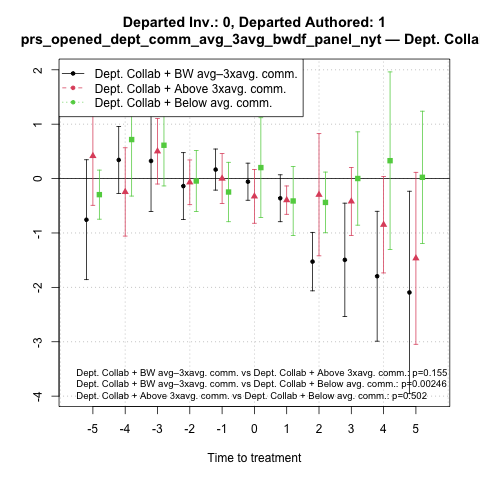 Departed Inv.: 0, Departed Authored: 1
prs_opened_dept_comm_avg_3avg_bwdf_panel_nyt — Dept. Colla
Dept. Collab + BW avg–3xavg. comm.
Dept. Collab + Above 3xavg. comm.
Dept. Collab + Below avg. comm.
2
1
0
-1
-2
-3
-4
Dept. Collab + BW avg–3xavg. comm. vs Dept. Collab + Above 3xavg. comm.: p=0.155
Dept. Collab + BW avg–3xavg. comm. vs Dept. Collab + Below avg. comm.: p=0.00246
Dept. Collab + Above 3xavg. comm. vs Dept. Collab + Below avg. comm.: p=0.502
-5 -4 -3 -2 -1 0 1 2 3 4 5
Time to treatment